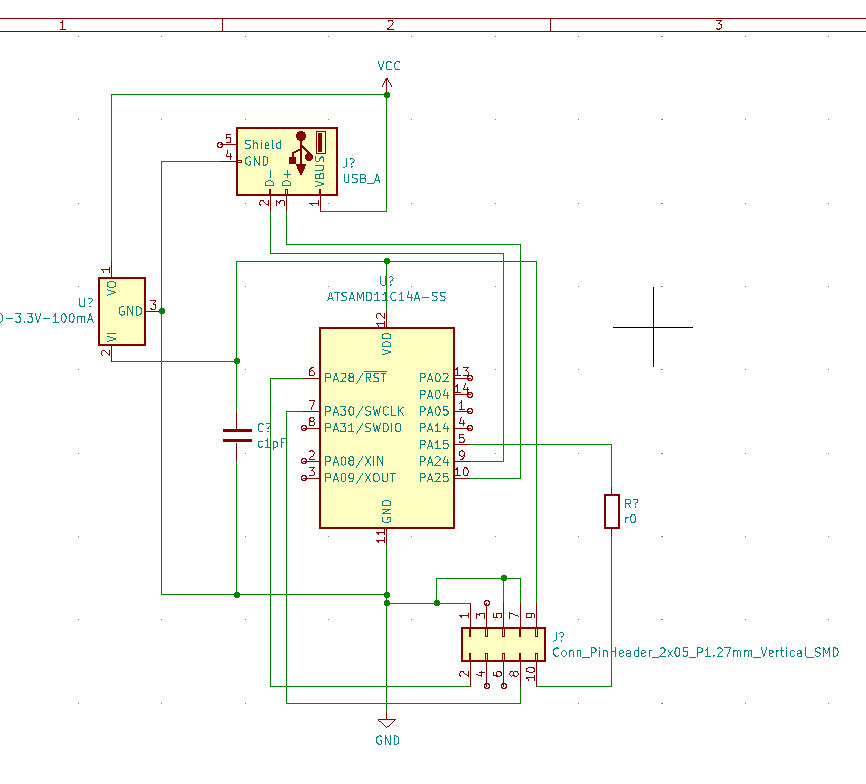 1 2 3
VCC
5 Shield
4 GND
D- D+ VBUS
2 3 1
J?
USB_A
1
VO
U?
GND 3
-3.3V-100mA
VI
2
U?
ATSAMD11C14A-SS
12
VDD
6 PA28/RST PA02 13
PA04 14
7 PA30/SWCLK PA05 1
8 PA31/SWDIO PA14 4
PA15 5
2 PA08/XIN PA24 9
3 PA09/XOUT PA25 10
GND
11
C?
c1pF
R?
r0
1 3 5 7 9
J?
Conn_PinHeader_2x05_P1.27mm_Vertical_SMD
2 4 6 8 10
GND